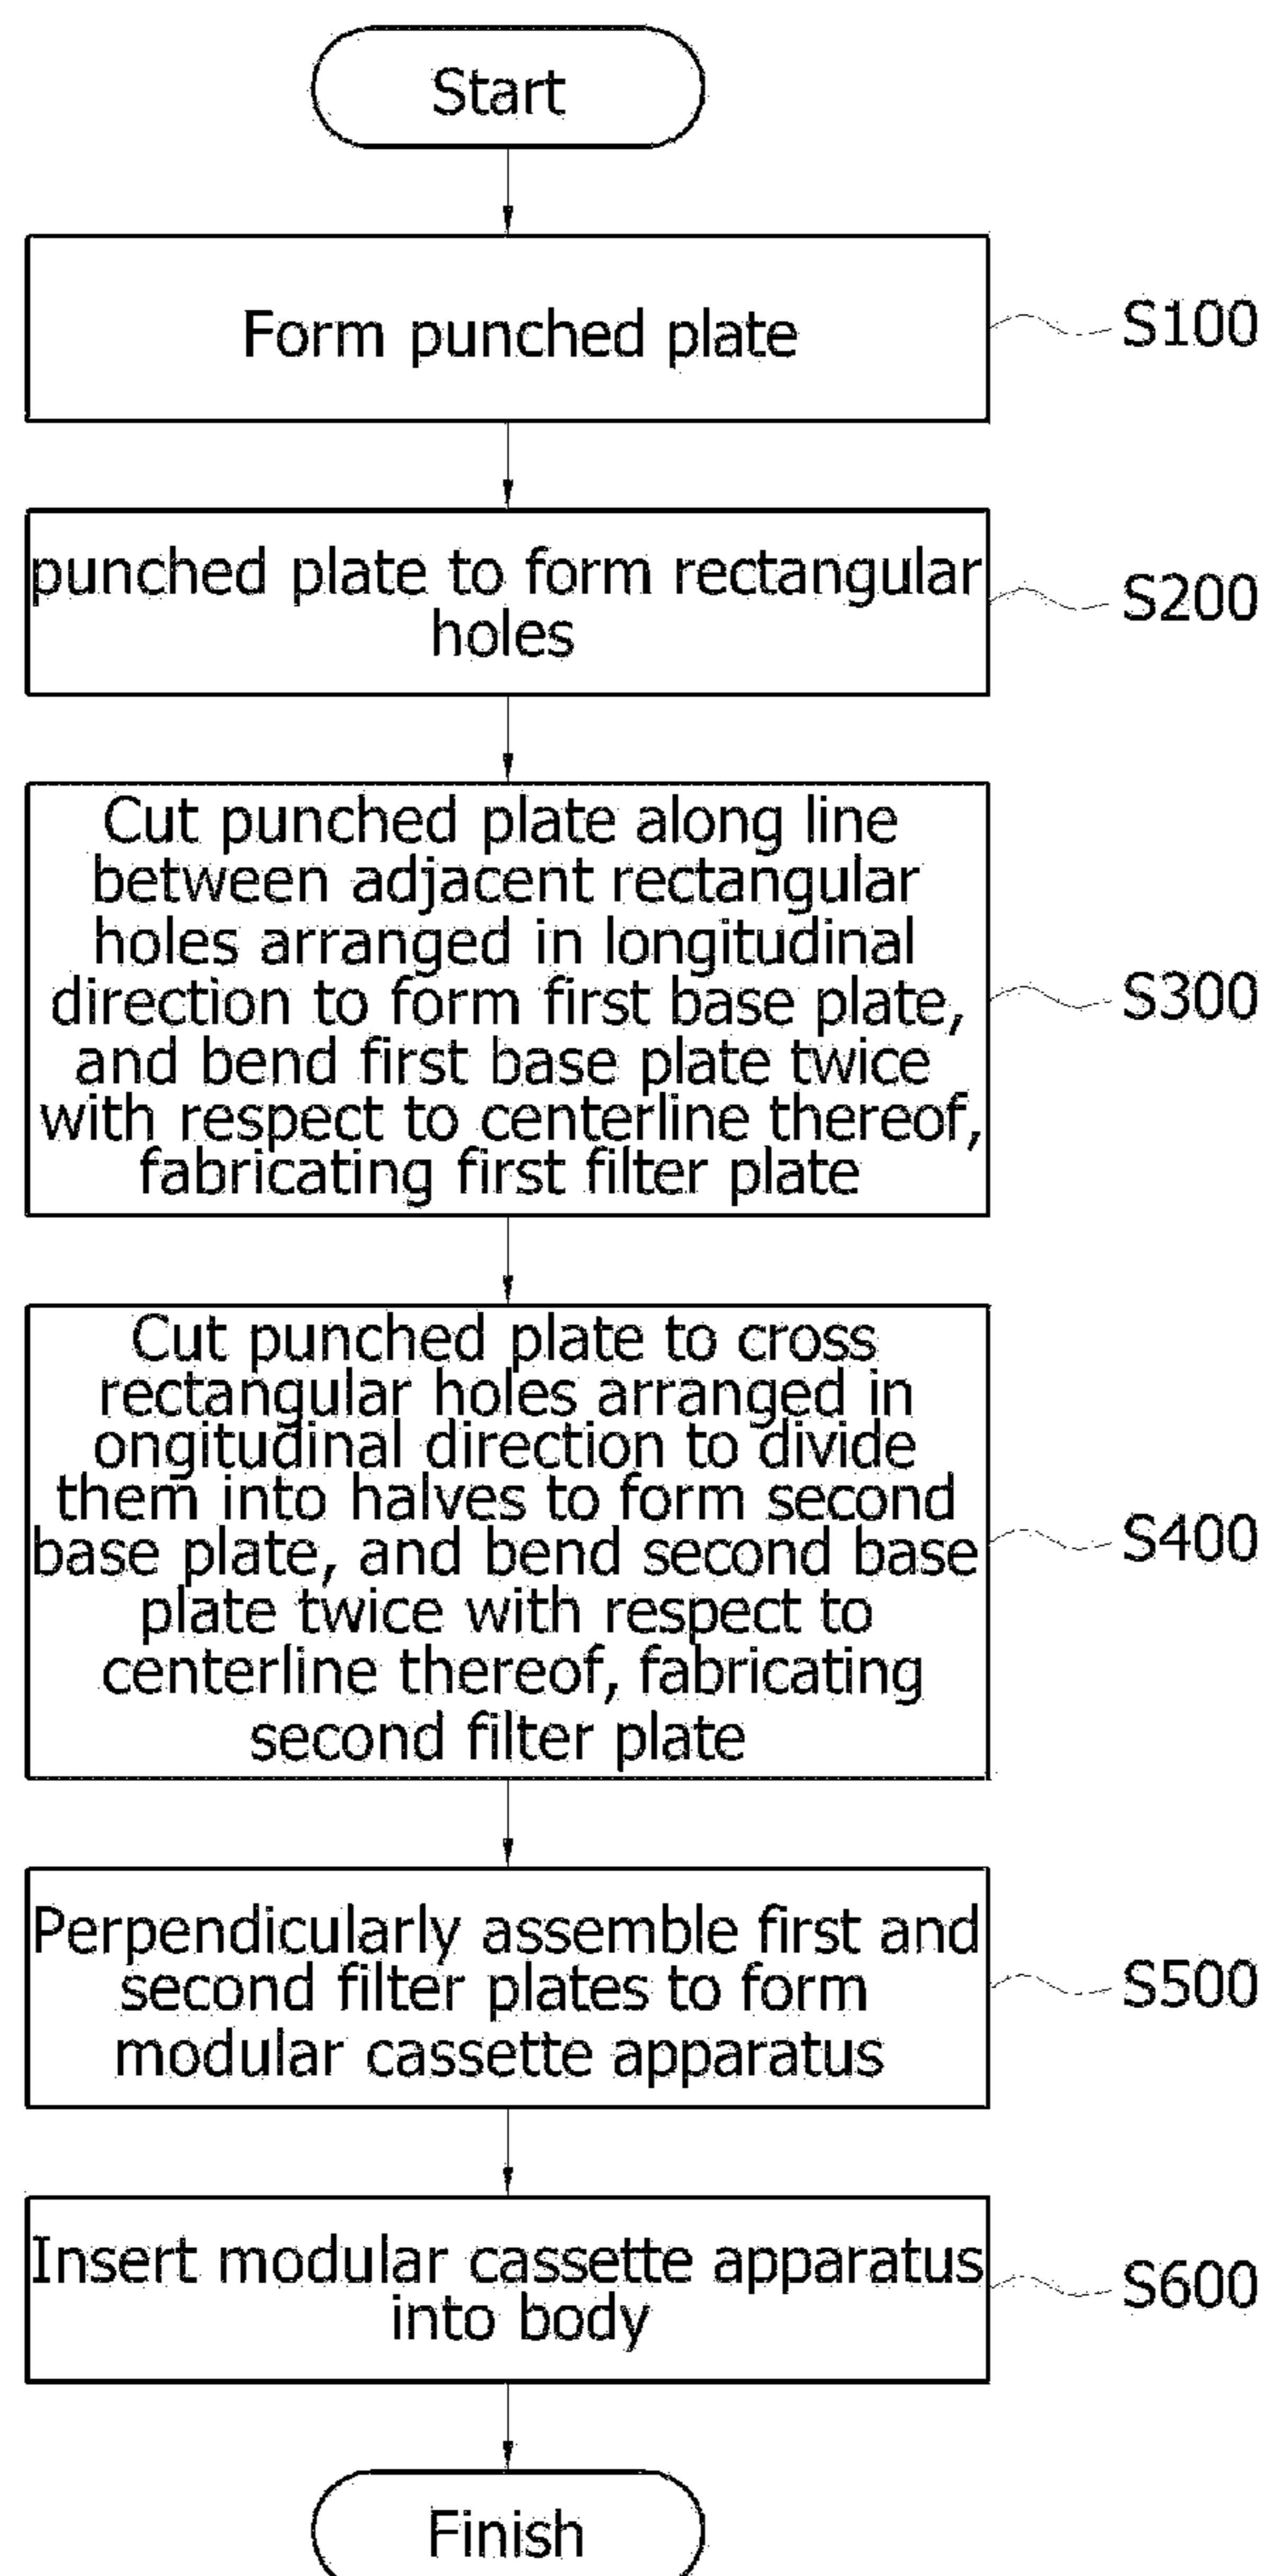 Start
Form punched plate
S100
punched plate to form rectangular
holes
S200
Cut punched plate along line
between adjacent rectangular
holes arranged in longitudinal
direction to form first base plate,
and bend first base plate twice
with respect to centerline thereof,
fabricating first filter plate
S300
Cut punched plate to cross
rectangular holes arranged in
ongitudinal direction to divide
them into halves to form second
base plate, and bend second base
plate twice with respect to
centerline thereof, fabricating
second filter plate
S400
Perpendicularly assemble first and
second filter plates to form
modular cassette apparatus
S500
Insert modular cassette apparatus
into body
S600
Finish